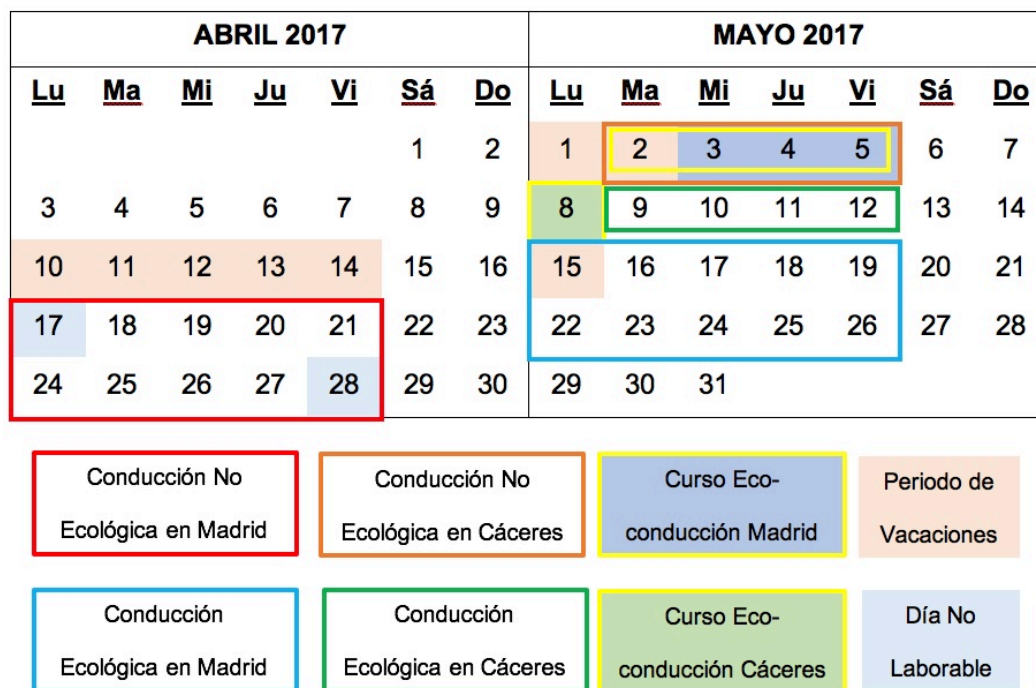 ABRIL 2017 MAYO 2017
Lu Ma Mi Ju Vi Sá Do Lu Ma Mi Ju Vi Sá Do
1 2 1 2 3 4 5 6 7
3 4 5 6 7 8 9 8 9 10 11 12 13 14
10 11 12 13 14 15 16 15 16 17 18 19 20 21
17 18 19 20 21 22 23 22 23 24 25 26 27 28
24 25 26 27 28 29 30 29 30 31
Conducción No
Ecológica en Madrid
Conducción No
Ecológica en Cáceres
Curso Eco-
conducción Madrid
Periodo de
Vacaciones
Conducción
Ecológica en Madrid
Conducción
Ecológica en Cáceres
Curso Eco-
conducción Cáceres
Día No
Laborable